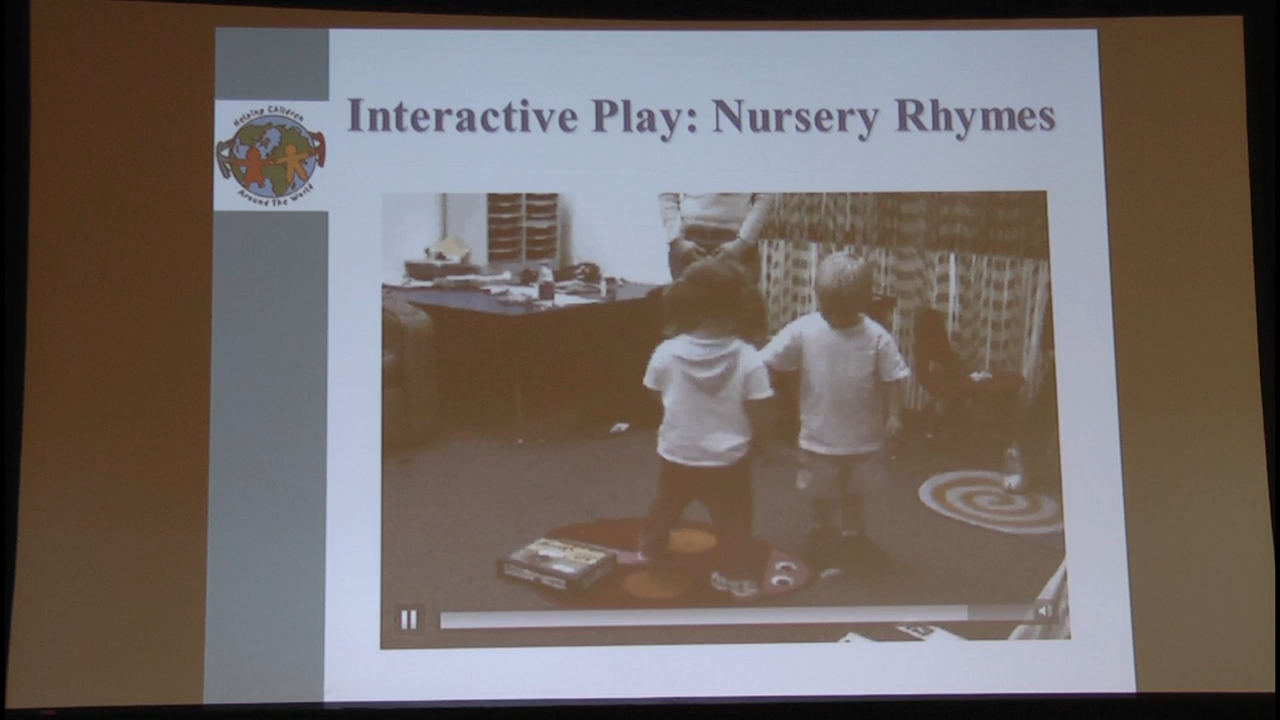 Interactive Play: Nursery Rhymes
Helping Children
Around The World